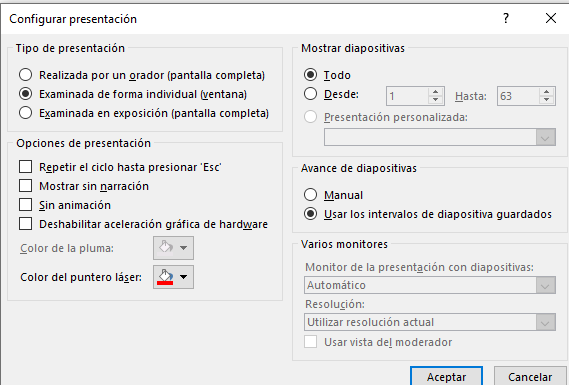 Configurar presentación
Tipo de presentación
Realizada por un orador (pantalla completa)
Examinada de forma individual (ventana)
Examinada en exposición (pantalla completa)
Opciones de presentación
Repetir el ciclo hasta presionar 'Esc'
Mostrar sin narración
Sin animación
Deshabilitar aceleración gráfica de hardware
Color de la pluma:
Color del puntero láser:
Mostrar diapositivas
Todo
Desde: 1 Hasta: 63
Presentación personalizada:
Avance de diapositivas
Manual
Usar los intervalos de diapositiva guardados
Varios monitores
Monitor de la presentación con diapositivas:
Automático
Resolución:
Utilizar resolución actual
Usar vista del moderador
Aceptar Cancelar